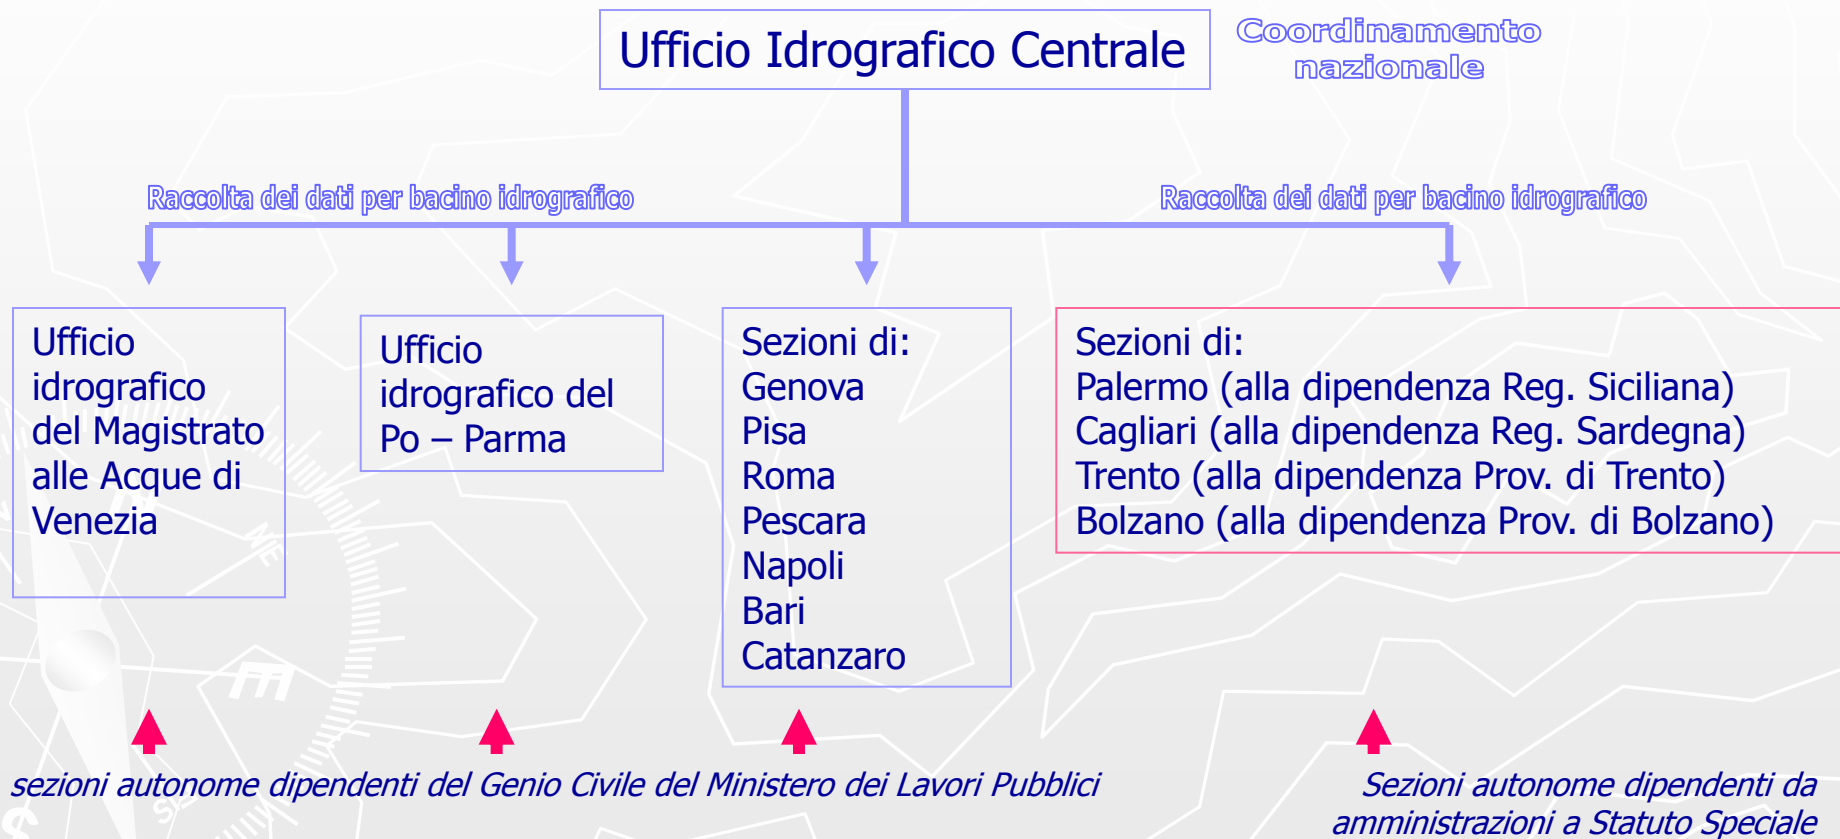 Ufficio Idrografico Centrale
Coordinamento
nazionale
Raccolta dei dati per bacino idrografico
Raccolta dei dati per bacino idrografico
Ufficio
idrografico
del Magistrato
alle Acque di
Venezia
Ufficio
idrografico del
Po – Parma
Sezioni di:
Genova
Pisa
Roma
Pescara
Napoli
Bari
Catanzaro
Sezioni di:
Palermo (alla dipendenza Reg. Siciliana)
Cagliari (alla dipendenza Reg. Sardegna)
Trento (alla dipendenza Prov. di Trento)
Bolzano (alla dipendenza Prov. di Bolzano)
NE
E
S
sezioni autonome dipendenti del Genio Civile del Ministero dei Lavori Pubblici
Sezioni autonome dipendenti da
amministrazioni a Statuto Speciale